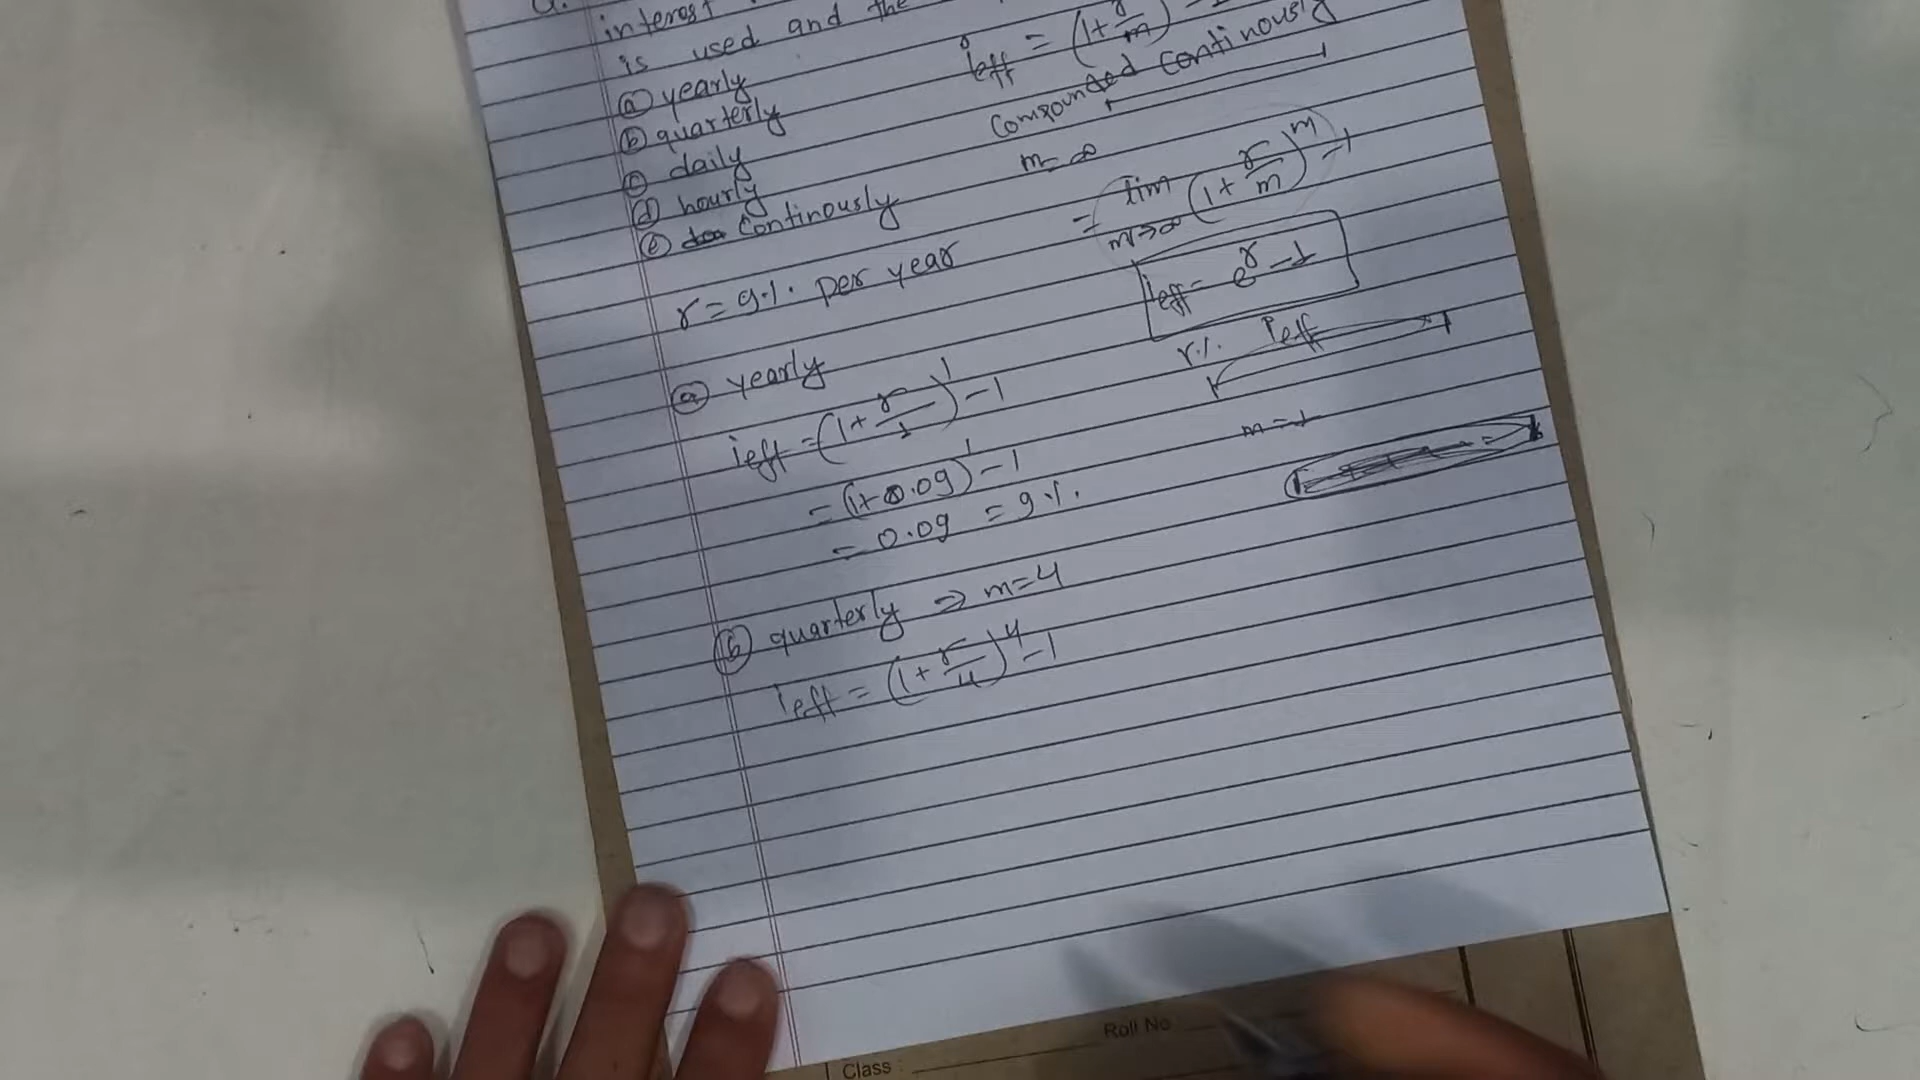 Q.
interest
is used and the
(a) yearly
(b) quarterly
(c) daily
(d) hourly
(e) Continously
r = 9%. per year
(a) yearly
ieff = (1+r/1)^1 -1
= (1+0.09)^1 -1
= 0.09 = 9%.
(b) quarterly => m=4
ieff = (1+r/4)^4 -1
ieff = (1+r/m)
Compounded continously
m = ∞
= lim m→∞ (1+r/m)^m -1
ieff = e^r -1
r%. ieff
m = 1
Roll No
Class :